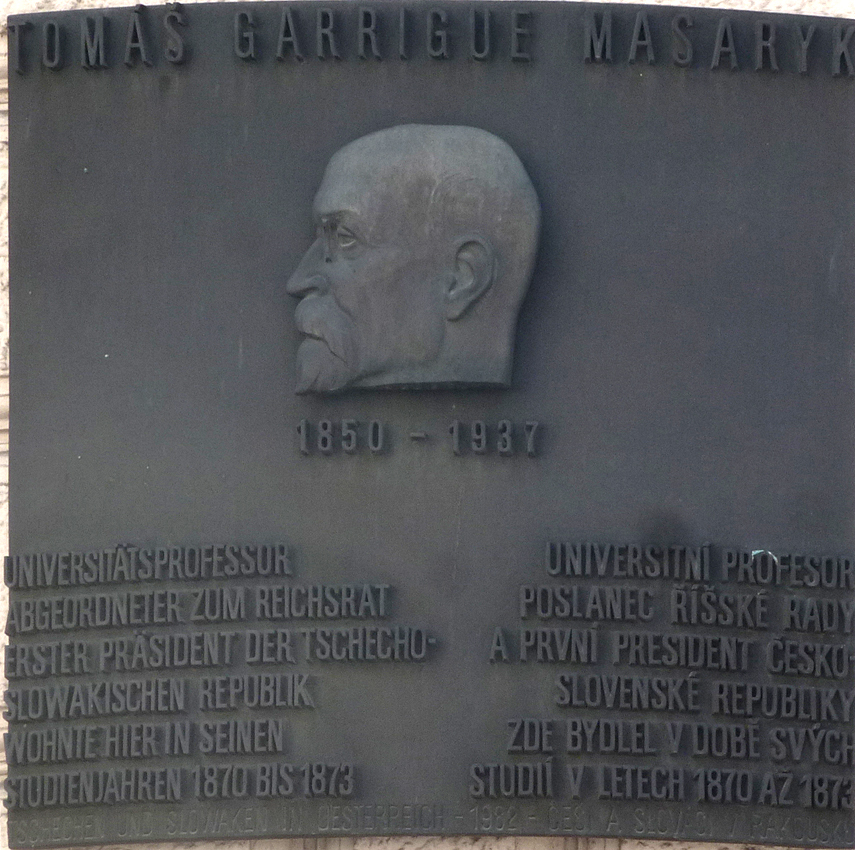 TOMÁŠ GARRIGUE MASARYK
1850 - 1937
UNIVERSITÄTSPROFESSOR
ABGEORDNETER ZUM REICHSRAT
ERSTER PRÄSIDENT DER TSCHECHO-
SLOWAKISCHEN REPUBLIK
WOHNTE HIER IN SEINEN
STUDIENJAHREN 1870 BIS 1873
UNIVERSITNÍ PROFESOR
POSLANEC ŘÍŠSKÉ RADY
A PRVNÍ PRESIDENT ČESKO-
SLOVENSKÉ REPUBLIKY
ZDE BYDLEL V DOBĚ SVÝCH
STUDIÍ V LETECH 1870 AŽ 1873
TSCHECHEN UND SLOWAKEN IN OESTERREICH - 1982 - ČEŠI A SLOVÁCI V RAKOUSKU